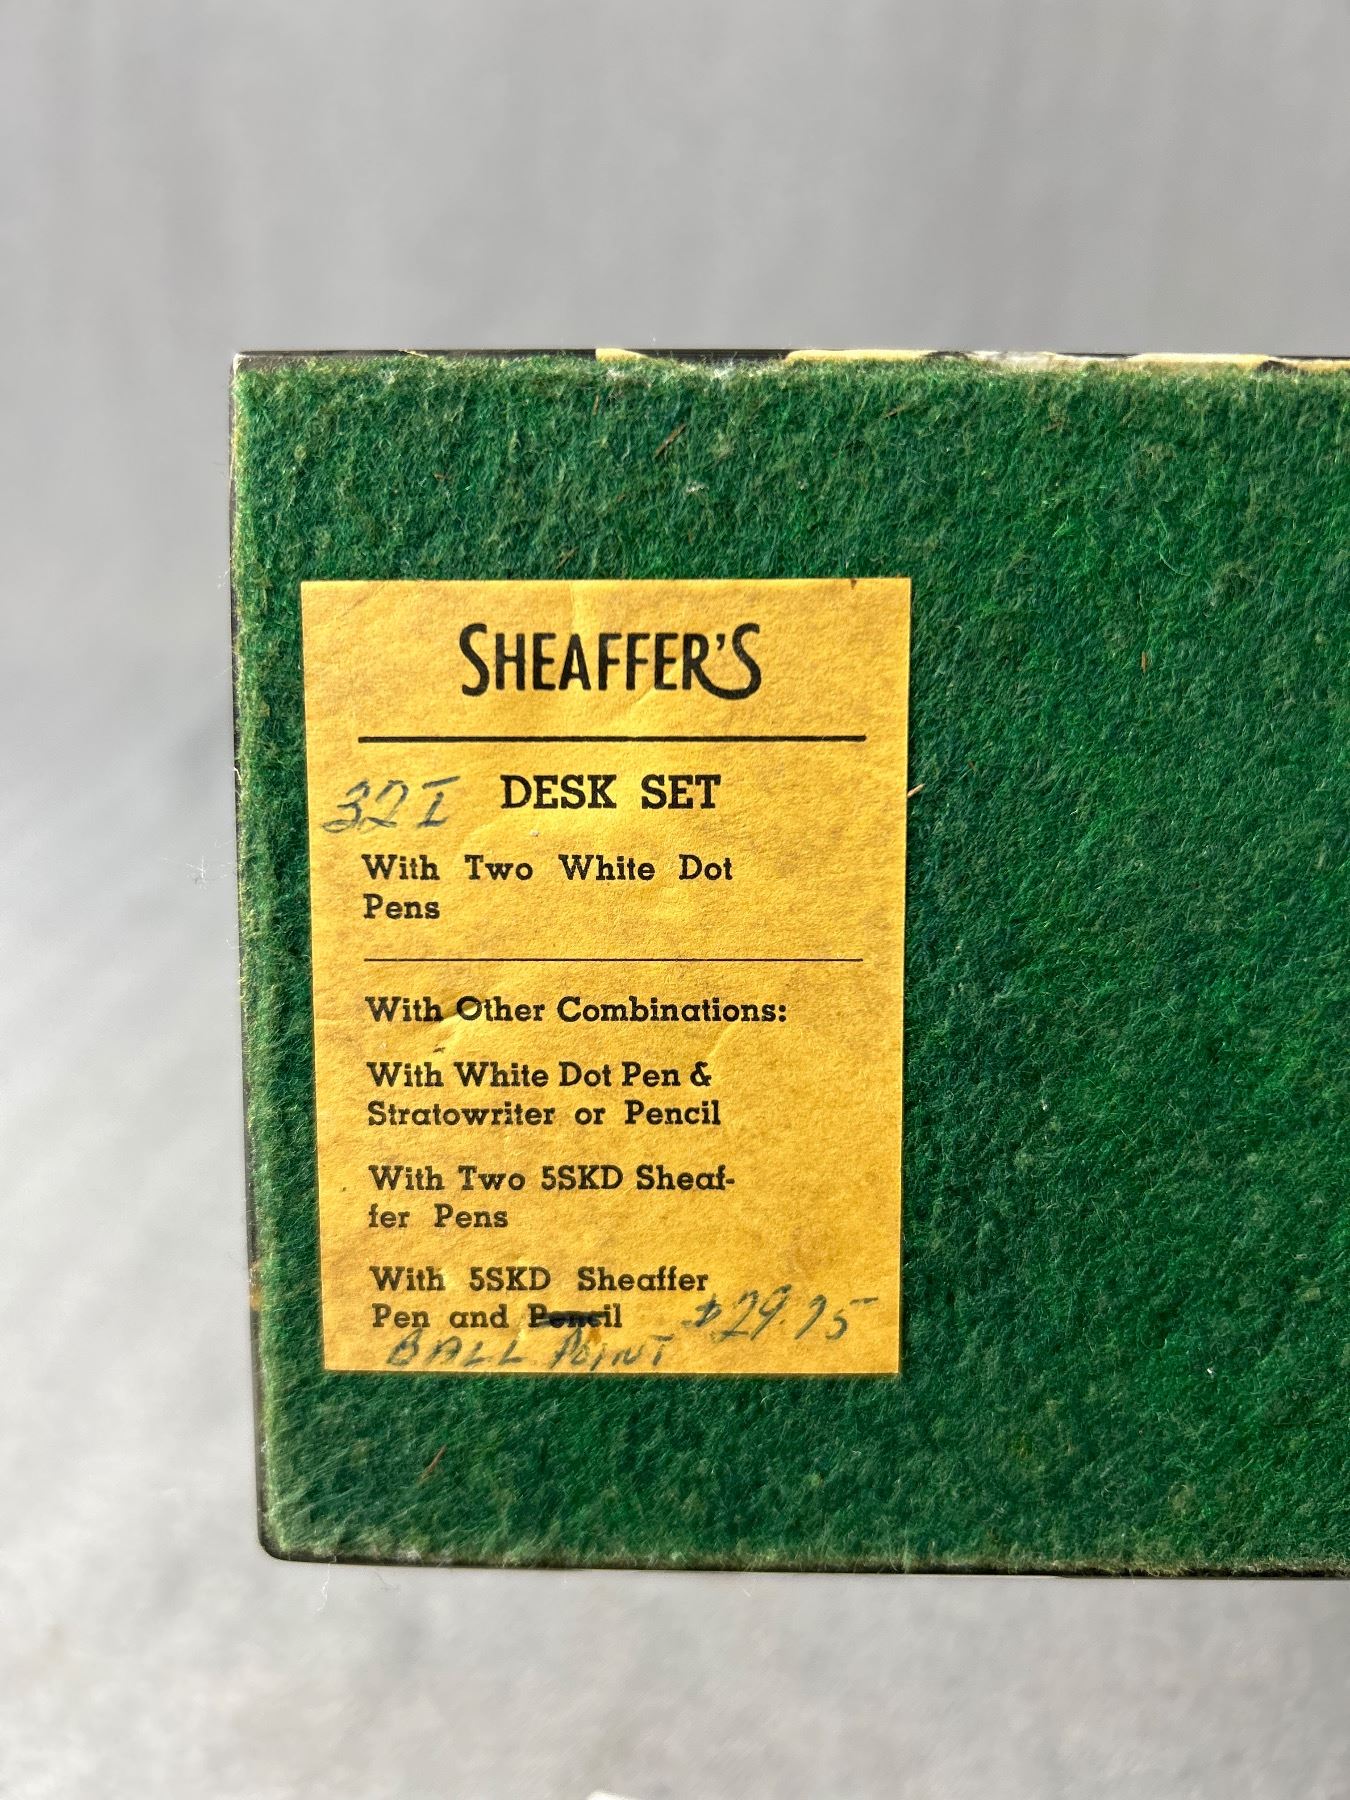 SHEAFFER'S
32I DESK SET
With Two White Dot
Pens
With Other Combinations:
With White Dot Pen &
Stratowriter or Pencil
With Two 5SKD Sheaf-
fer Pens
With 5SKD Sheaffer
Pen and Pencil $29.75
BALL POINT